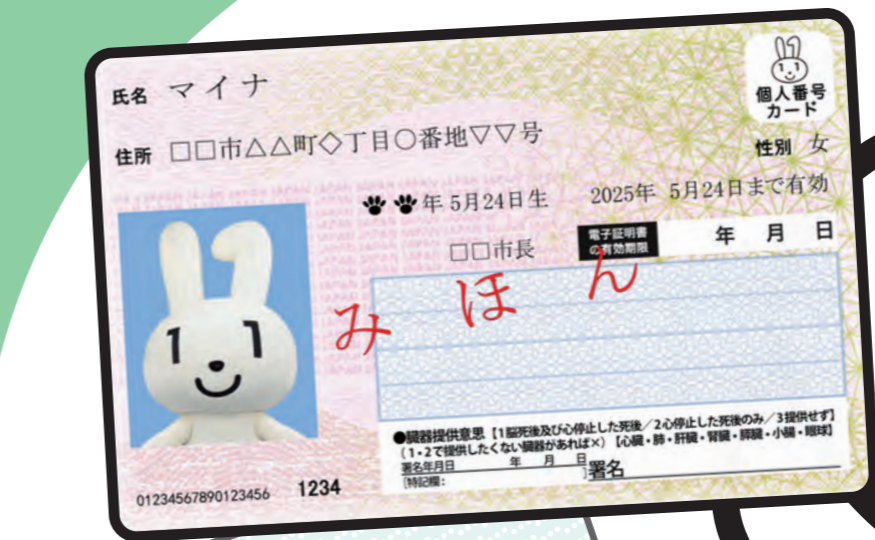 氏名 マイナ
個人番号
カード
住所 □□市△△町◇丁目○番地▽▽号
性別 女
年 5月24日生
2025年 5月24日まで有効
□□市長
電子証明書
の有効期限
年 月 日
みほん
●臓器提供意思【1脳死後及び心停止した死後/2心停止した死後のみ/3提供せず】
(1・2で提供したくない臓器があれば×)【心臓・肺・肝臓・腎臓・膵臓・小腸・眼球】
署名年月日 年 月 日
[特記欄: ]署名
01234567890123456 1234